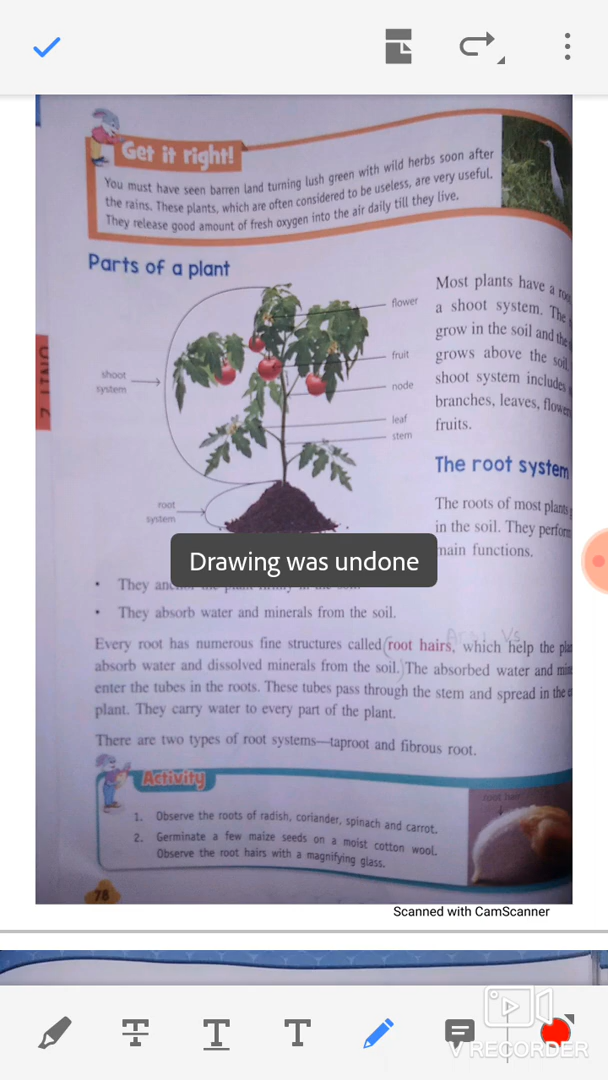 Get it right!
You must have seen barren land turning lush green with wild herbs soon after
the rains. These plants, which are often considered to be useless, are very useful.
They release good amount of fresh oxygen into the air daily till they live.
Parts of a plant
flower
fruit
node
leaf
stem
shoot
system
root
system
Most plants have a
a shoot system. The
grow in the soil and the
grows above the soil.
shoot system includes
branches, leaves,
fruits.
The root system
The roots of most plants
in the soil. They perform
main functions.
Drawing was undone
• They
• They absorb water and minerals from the soil.
Every root has numerous fine structures called (root hairs, which help the
absorb water and dissolved minerals from the soil.) The absorbed water and
enter the tubes in the roots. These tubes pass through the stem and spread in the
plant. They carry water to every part of the plant.
There are two types of root systems—taproot and fibrous root.
Activity
1. Observe the roots of radish, coriander, spinach and carrot.
2. Germinate a few maize seeds on a moist cotton wool.
Observe the root hairs with a magnifying glass.
root hair
78
Scanned with CamScanner
T
T
T
V RECORDER